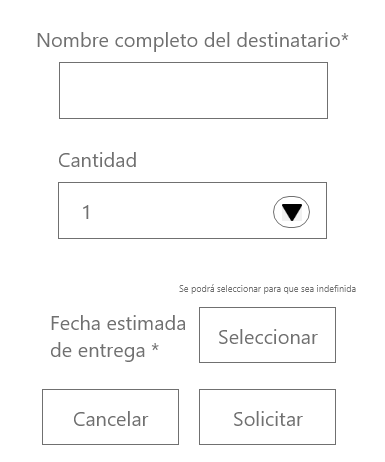 Nombre completo del destinatario*
Cantidad
1
Se podrá seleccionar para que sea indefinida
Fecha estimada
de entrega *
Seleccionar
Cancelar
Solicitar